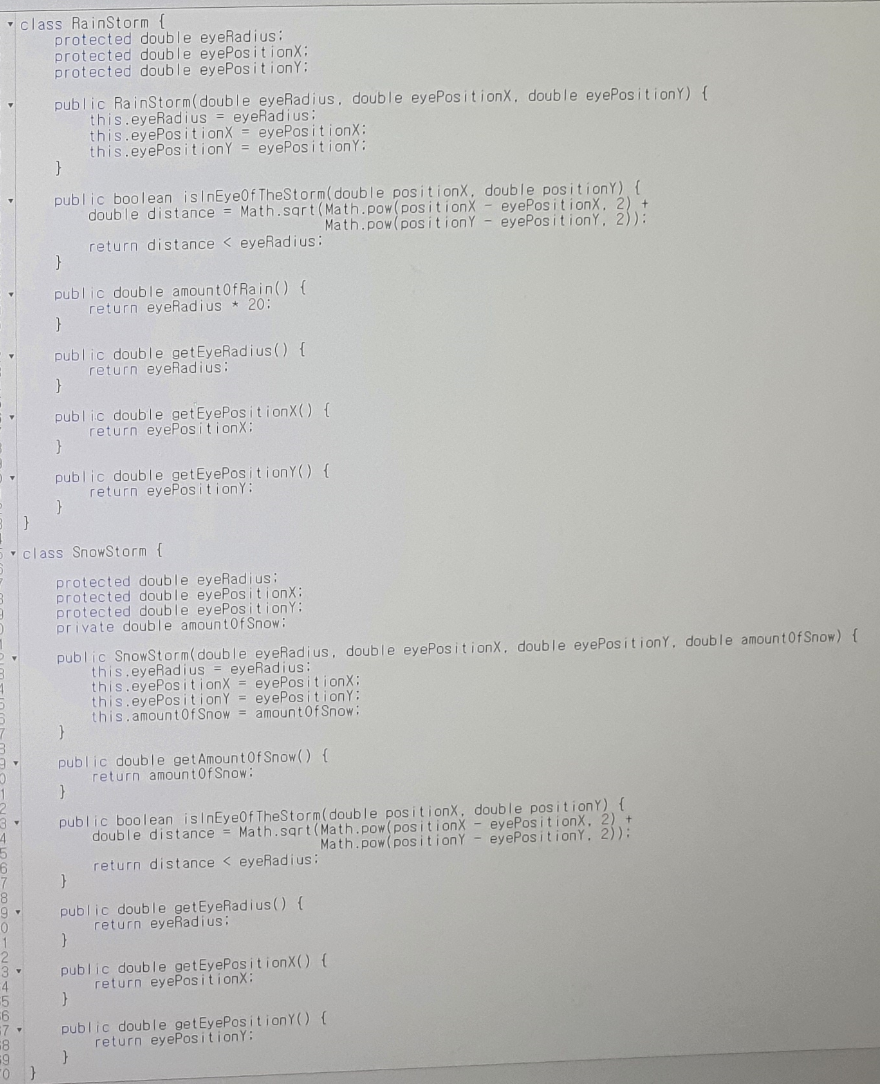 class RainStorm {
protected double eyeRadius;
protected double eyePositionX;
protected double eyePositionY;
public RainStorm(double eyeRadius, double eyePositionX, double eyePositionY) {
this.eyeRadius = eyeRadius;
this.eyePositionX = eyePositionX;
this.eyePositionY = eyePositionY;
}
public boolean isInEyeOfTheStorm(double positionX, double positionY) {
double distance = Math.sqrt(Math.pow(positionX - eyePositionX, 2) +
Math.pow(positionY - eyePositionY, 2));
return distance < eyeRadius;
}
public double amountOfRain() {
return eyeRadius * 20;
}
public double getEyeRadius() {
return eyeRadius;
}
public double getEyePositionX() {
return eyePositionX;
}
public double getEyePositionY() {
return eyePositionY;
}
}
class SnowStorm {
protected double eyeRadius;
protected double eyePositionX;
protected double eyePositionY;
private double amountOfSnow;
public SnowStorm(double eyeRadius, double eyePositionX, double eyePositionY, double amountOfSnow) {
this.eyeRadius = eyeRadius;
this.eyePositionX = eyePositionX;
this.eyePositionY = eyePositionY;
this.amountOfSnow = amountOfSnow;
}
public double getAmountOfSnow() {
return amountOfSnow;
}
public boolean isInEyeOfTheStorm(double positionX, double positionY) {
double distance = Math.sqrt(Math.pow(positionX - eyePositionX, 2) +
Math.pow(positionY - eyePositionY, 2));
return distance < eyeRadius;
}
public double getEyeRadius() {
return eyeRadius;
}
public double getEyePositionX() {
return eyePositionX;
}
public double getEyePositionY() {
return eyePositionY;
}
}